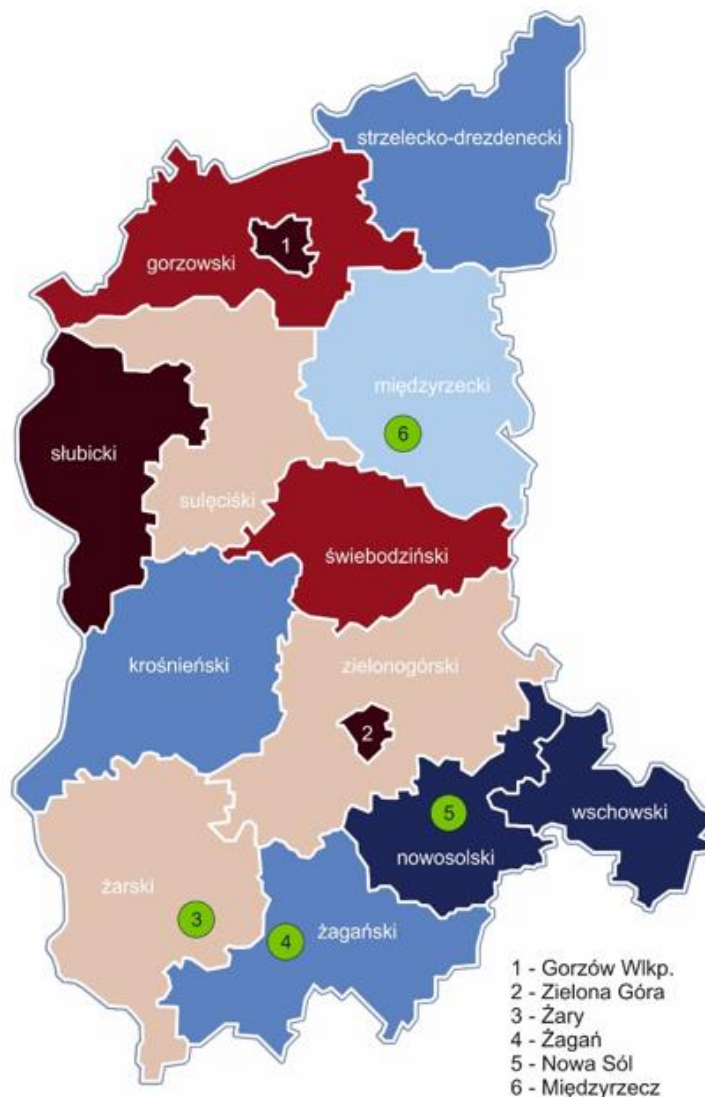 strzelecko-drezdenecki
1
gorzowski
międzyrzecki
6
słubicki
sulęciśki
świebodziński
krośnieński
zielonogórski
2
5
wschowski
nowosolski
żarski
3
4
żagański
1 - Gorzów Wlkp.
2 - Zielona Góra
3 - Żary
4 - Żagań
5 - Nowa Sól
6 - Międzyrzecz